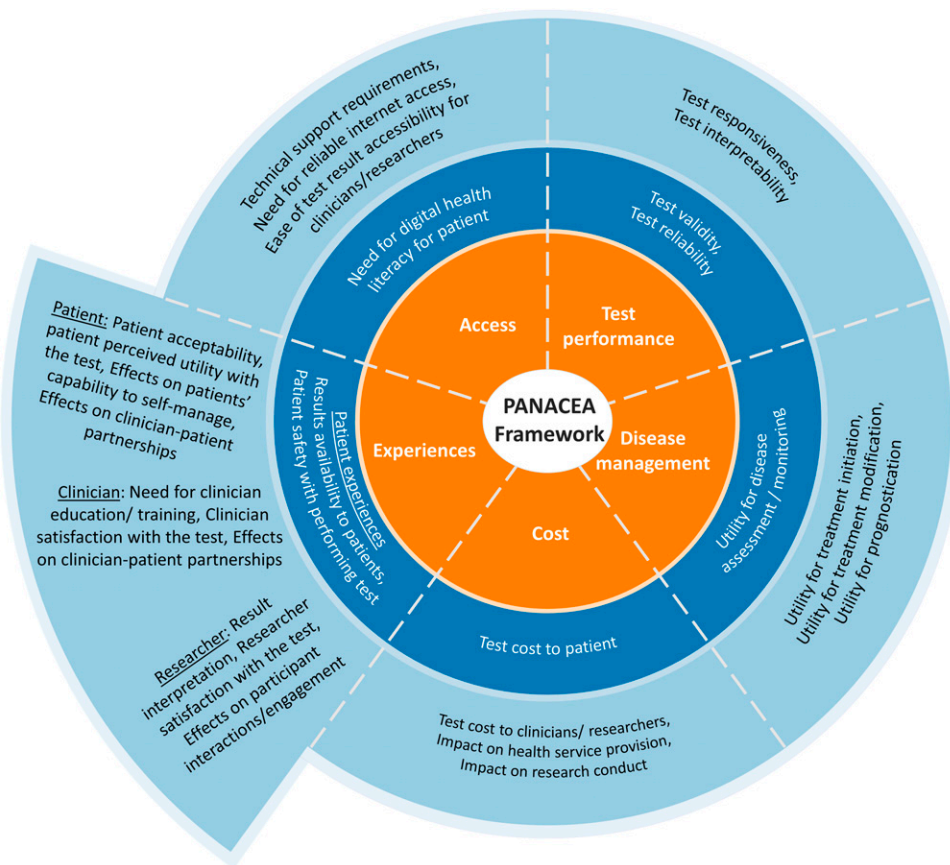 PANACEA
Framework
Access
Test
performance
Disease
management
Cost
Experiences
Need for digital health
literacy for patient
Test validity,
Test reliability
Utility for disease
assessment / monitoring
Test cost to patient
Patient experiences
Results availability to patients,
Patient safety with performing test
Technical support requirements,
Need for reliable internet access,
Ease of test result accessibility for
clinicians/researchers
Test responsiveness,
Test interpretability
Utility for treatment initiation,
Utility for treatment modification,
Utility for prognostication
Test cost to clinicians/ researchers,
Impact on health service provision,
Impact on research conduct
Patient: Patient acceptability,
patient perceived utility with
the test, Effects on patients’
capability to self-manage,
Effects on clinician-patient
partnerships
Clinician: Need for clinician
education/ training, Clinician
satisfaction with the test, Effects
on clinician-patient partnerships
Researcher: Result
interpretation, Researcher
satisfaction with the test,
Effects on participant
interactions/engagement